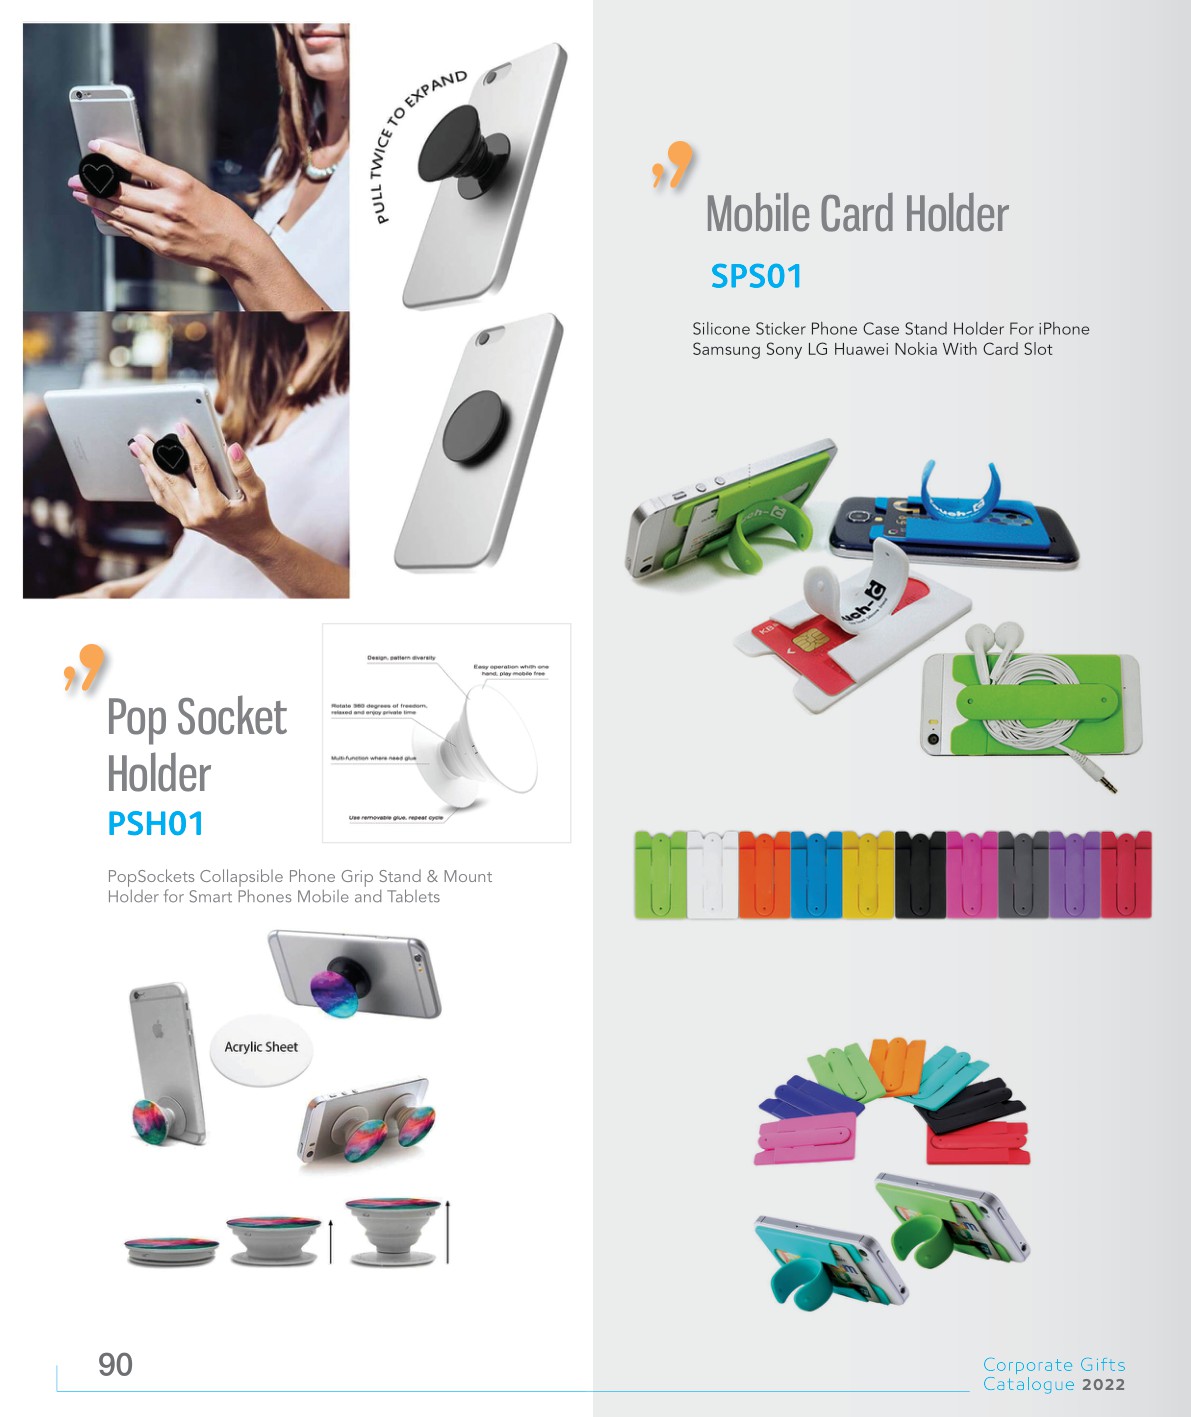 PULL TWICE TO EXPAND
Design, pattern diversity
Easy operation whith one
hand, play mobile free
Rotate 360 degrees of freedom,
relaxed and enjoy private time
Multi-function where need glue
Use removable glue, repeat cycle
Pop Socket
Holder
PSH01
PopSockets Collapsible Phone Grip Stand & Mount
Holder for Smart Phones Mobile and Tablets
Acrylic Sheet
90
Mobile Card Holder
SPS01
Silicone Sticker Phone Case Stand Holder For iPhone
Samsung Sony LG Huawei Nokia With Card Slot
Corporate Gifts
Catalogue 2022